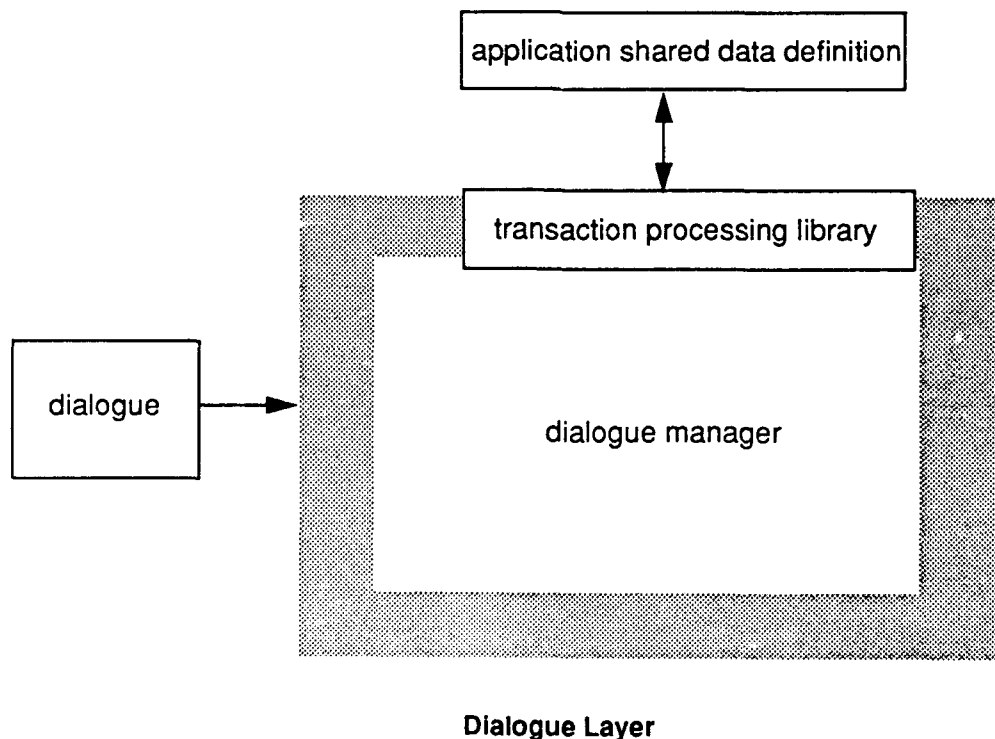 application shared data definition
transaction processing library
dialogue
dialogue manager
Dialogue Layer